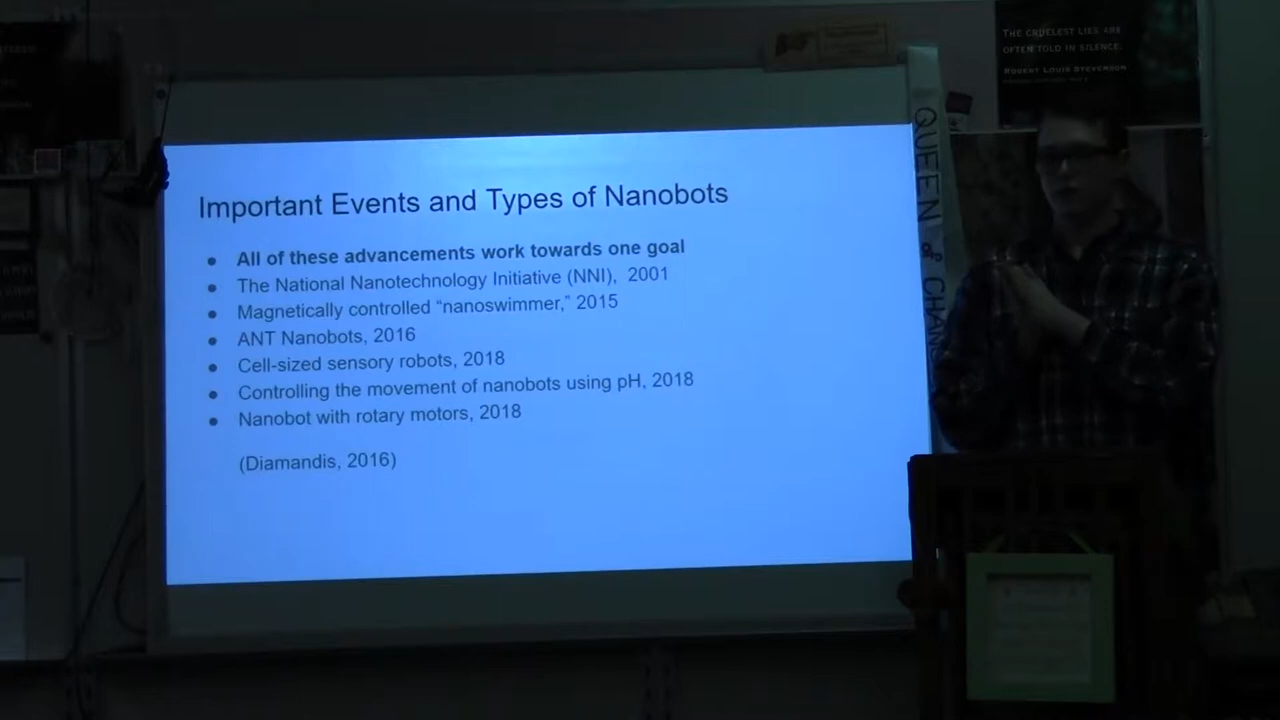 THE CRUELEST LIES ARE
OFTEN TOLD IN SILENCE.
ROBERT LOUIS STEVENSON
Important Events and Types of Nanobots
All of these advancements work towards one goal
The National Nanotechnology Initiative (NNI), 2001
Magnetically controlled “nanoswimmer,” 2015
ANT Nanobots, 2016
Cell-sized sensory robots, 2018
Controlling the movement of nanobots using pH, 2018
Nanobot with rotary motors, 2018
(Diamandis, 2016)
QUEEN